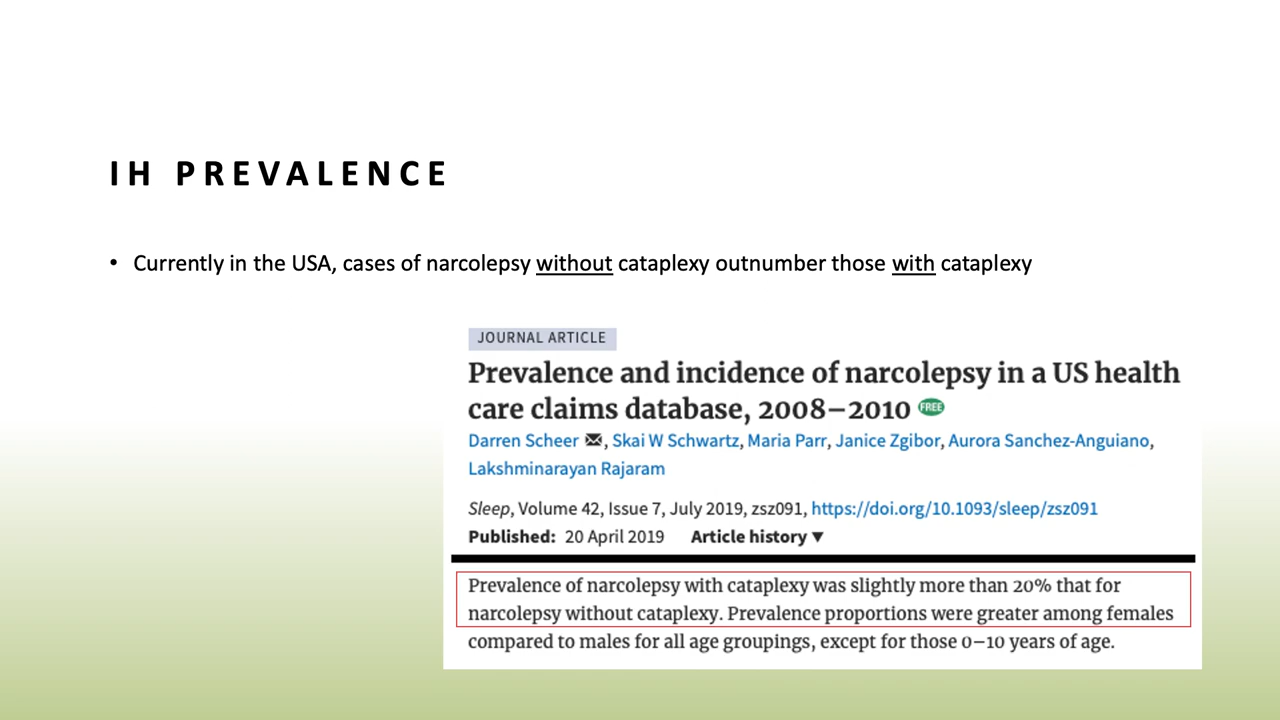 IH PREVALENCE
• Currently in the USA, cases of narcolepsy without cataplexy outnumber those with cataplexy
JOURNAL ARTICLE
Prevalence and incidence of narcolepsy in a US health
care claims database, 2008–2010 FREE
Darren Scheer , Skai W Schwartz, Maria Parr, Janice Zgibor, Aurora Sanchez-Anguiano,
Lakshminarayan Rajaram
Sleep, Volume 42, Issue 7, July 2019, zsz091, https://doi.org/10.1093/sleep/zsz091
Published: 20 April 2019 Article history ▼
Prevalence of narcolepsy with cataplexy was slightly more than 20% that for
narcolepsy without cataplexy. Prevalence proportions were greater among females
compared to males for all age groupings, except for those 0–10 years of age.